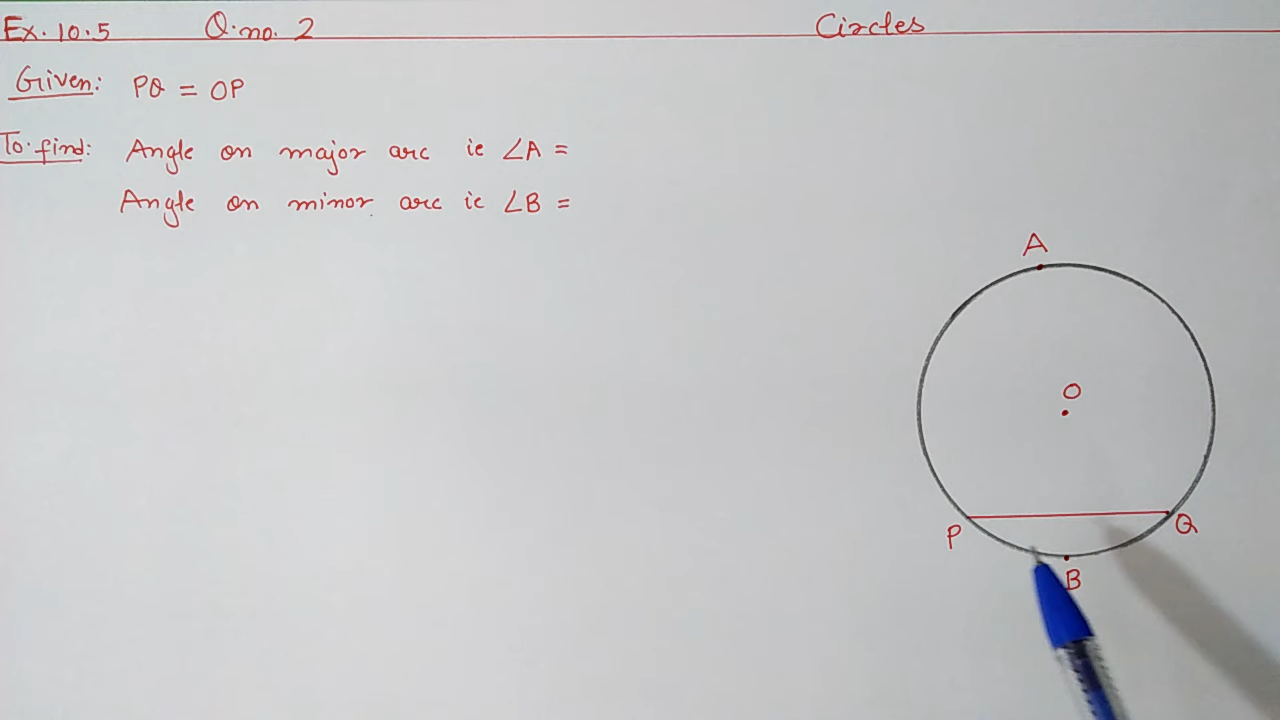 Ex. 10.5 Q.no. 2 Circles
Given: PQ = OP
To find: Angle on major arc ie ∠A =
Angle on minor arc ie ∠B =
A
O
P
Q
B